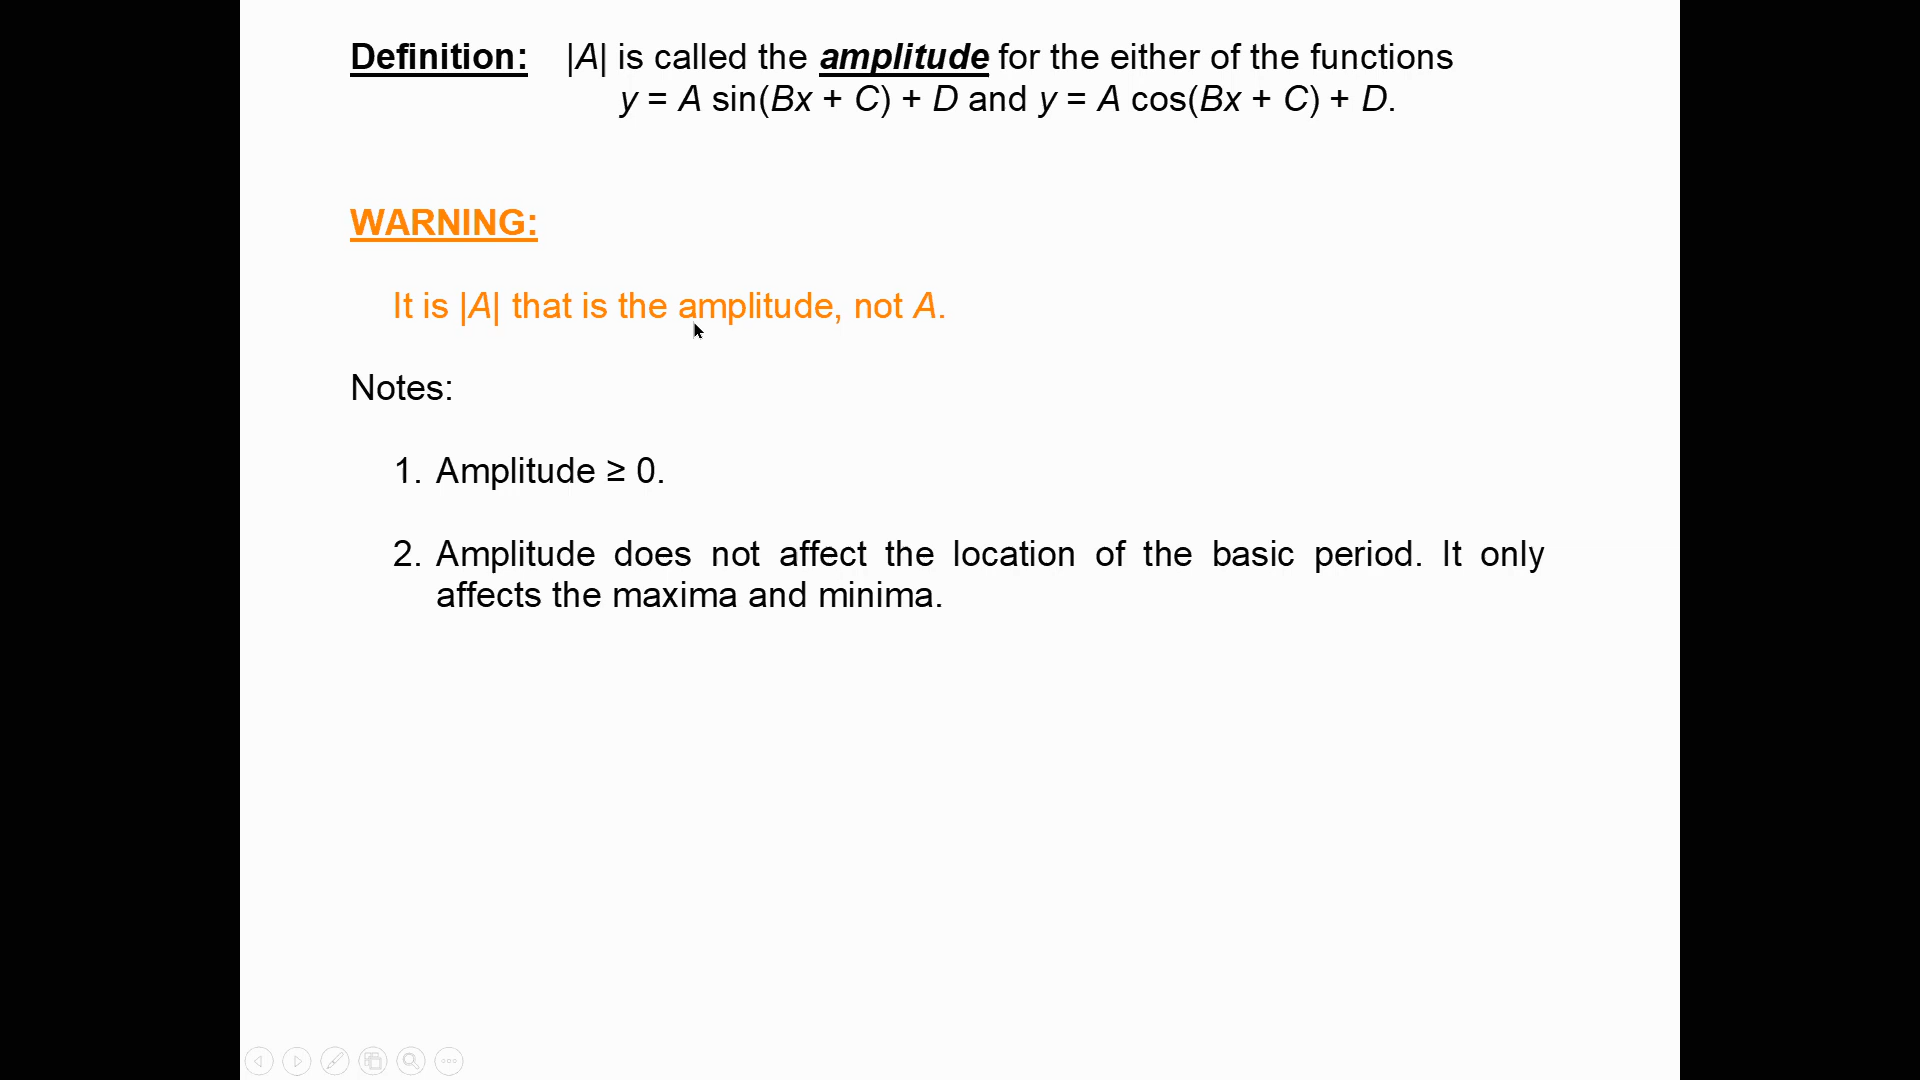 Definition: |A| is called the amplitude for the either of the functions
y = A sin(Bx + C) + D and y = A cos(Bx + C) + D.
WARNING:
It is |A| that is the amplitude, not A.
Notes:
1. Amplitude ≥ 0.
2. Amplitude does not affect the location of the basic period. It only
affects the maxima and minima.